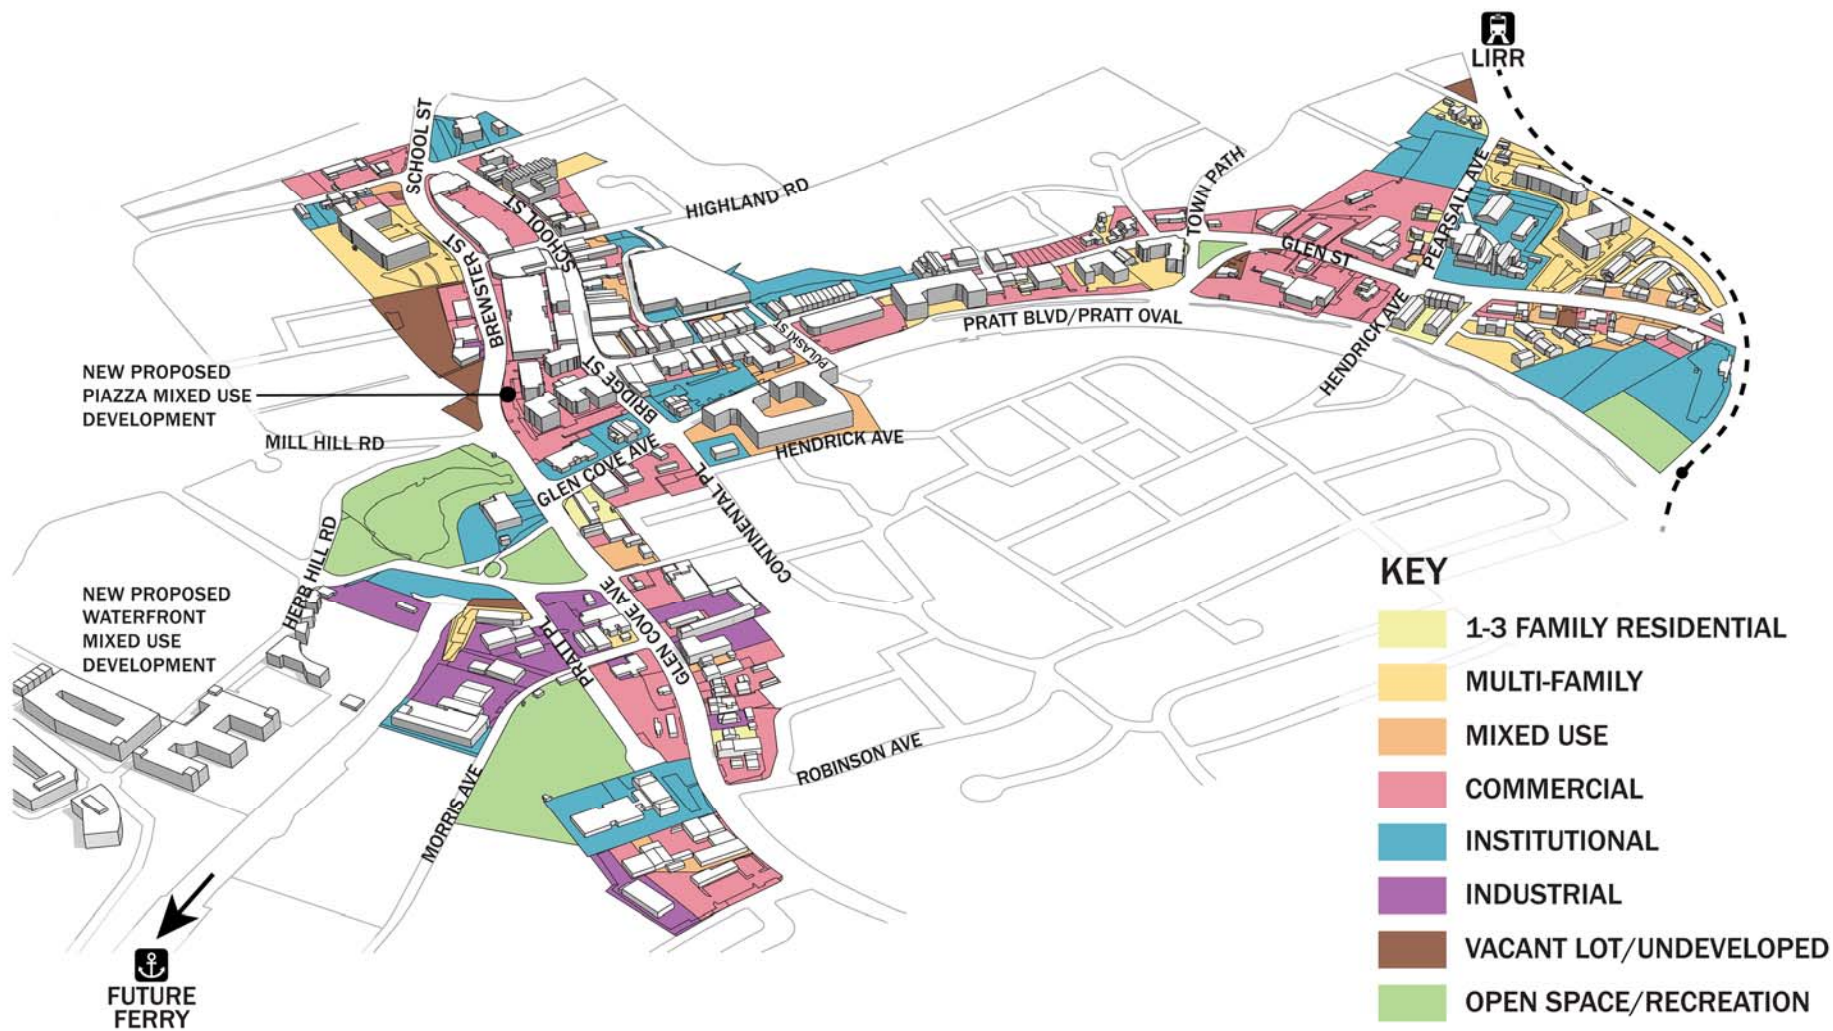 LIRR
SCHOOL ST
HIGHLAND RD
TOWN PATH
PEARSALL AVE
BREWSTER ST
SCHOOL ST
SCHOOL ST
GLEN ST
PRATT BLVD/PRATT OVAL
PULASKI S
HENDRICK AVE
NEW PROPOSED
PIAZZA MIXED USE
DEVELOPMENT
BRIDGE ST
MILL HILL RD
HENDRICK AVE
GLEN COVE AVE
CONTINENTAL PL
HERB HILL RD
NEW PROPOSED
WATERFRONT
MIXED USE
DEVELOPMENT
PRATT PL
GLEN COVE AVE
MORRIS AVE
ROBINSON AVE
FUTURE
FERRY
KEY
1-3 FAMILY RESIDENTIAL
MULTI-FAMILY
MIXED USE
COMMERCIAL
INSTITUTIONAL
INDUSTRIAL
VACANT LOT/UNDEVELOPED
OPEN SPACE/RECREATION